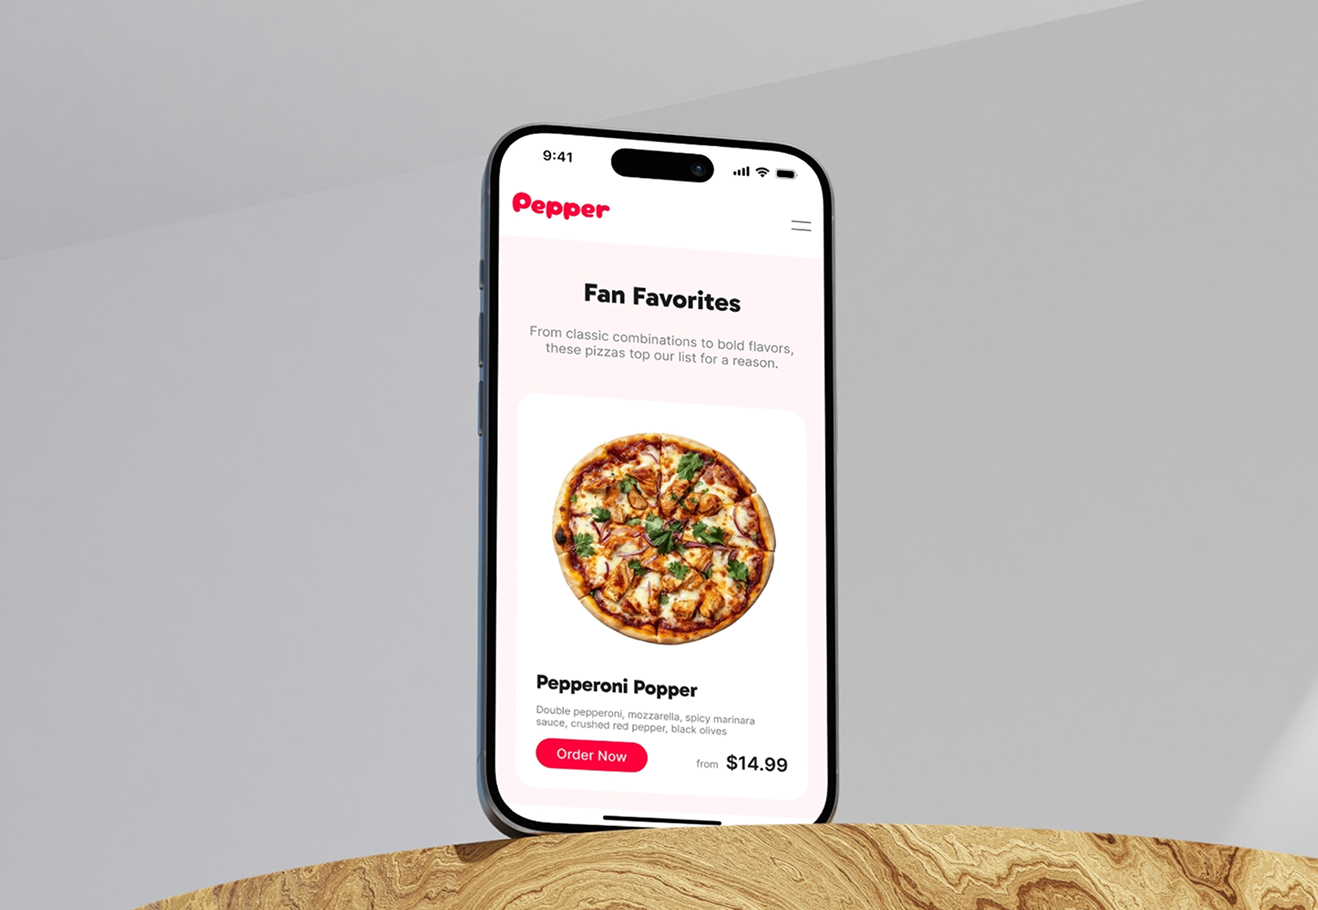 9:41
Pepper
Fan Favorites
From classic combinations to bold flavors,
these pizzas top our list for a reason.
Pepperoni Popper
Double pepperoni, mozzarella, spicy marinara
sauce, crushed red pepper, black olives
Order Now
from $14.99